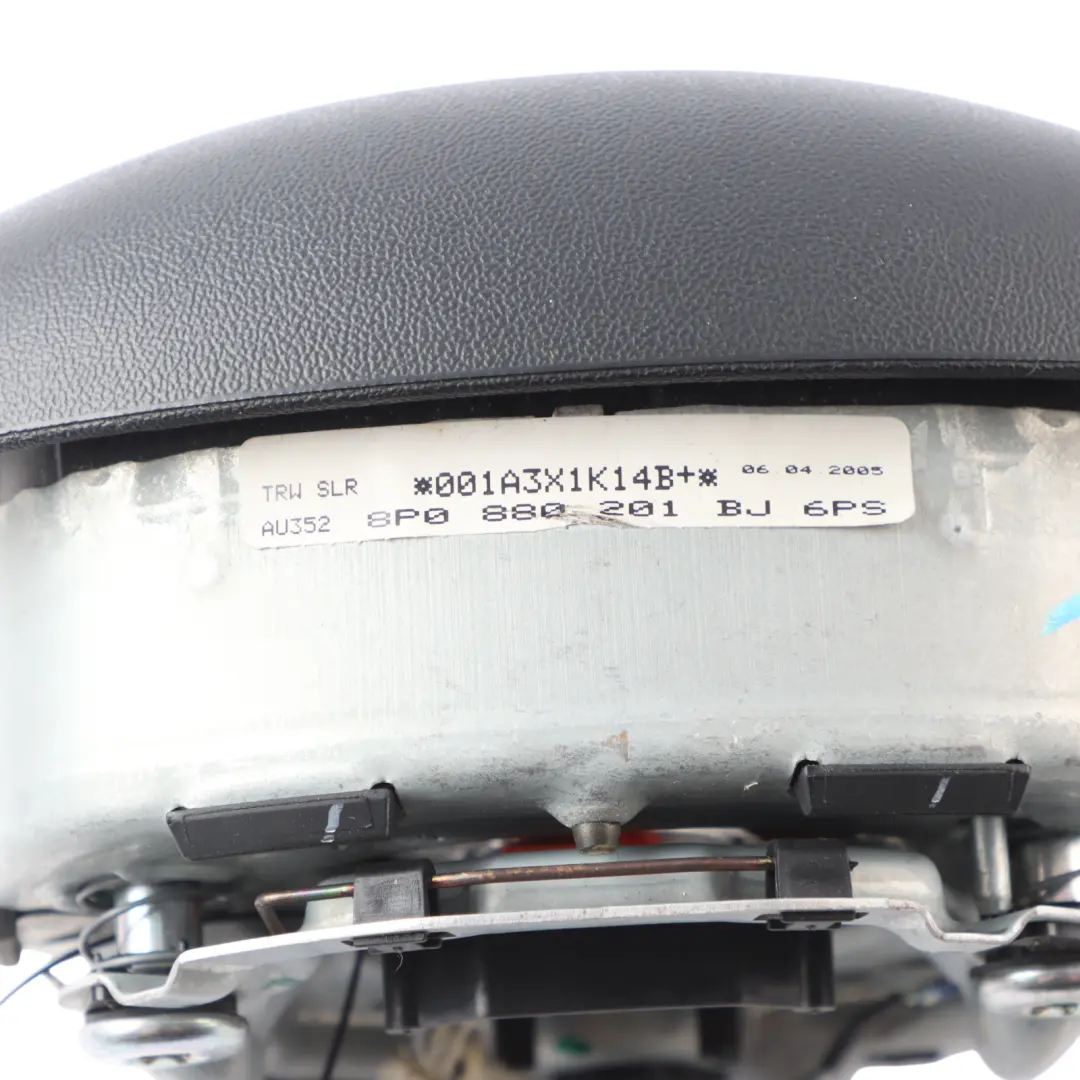 TRW SLR *001A3X1K14B+* 06.04.2005
AU352 8P0 880 201 BJ 6PS